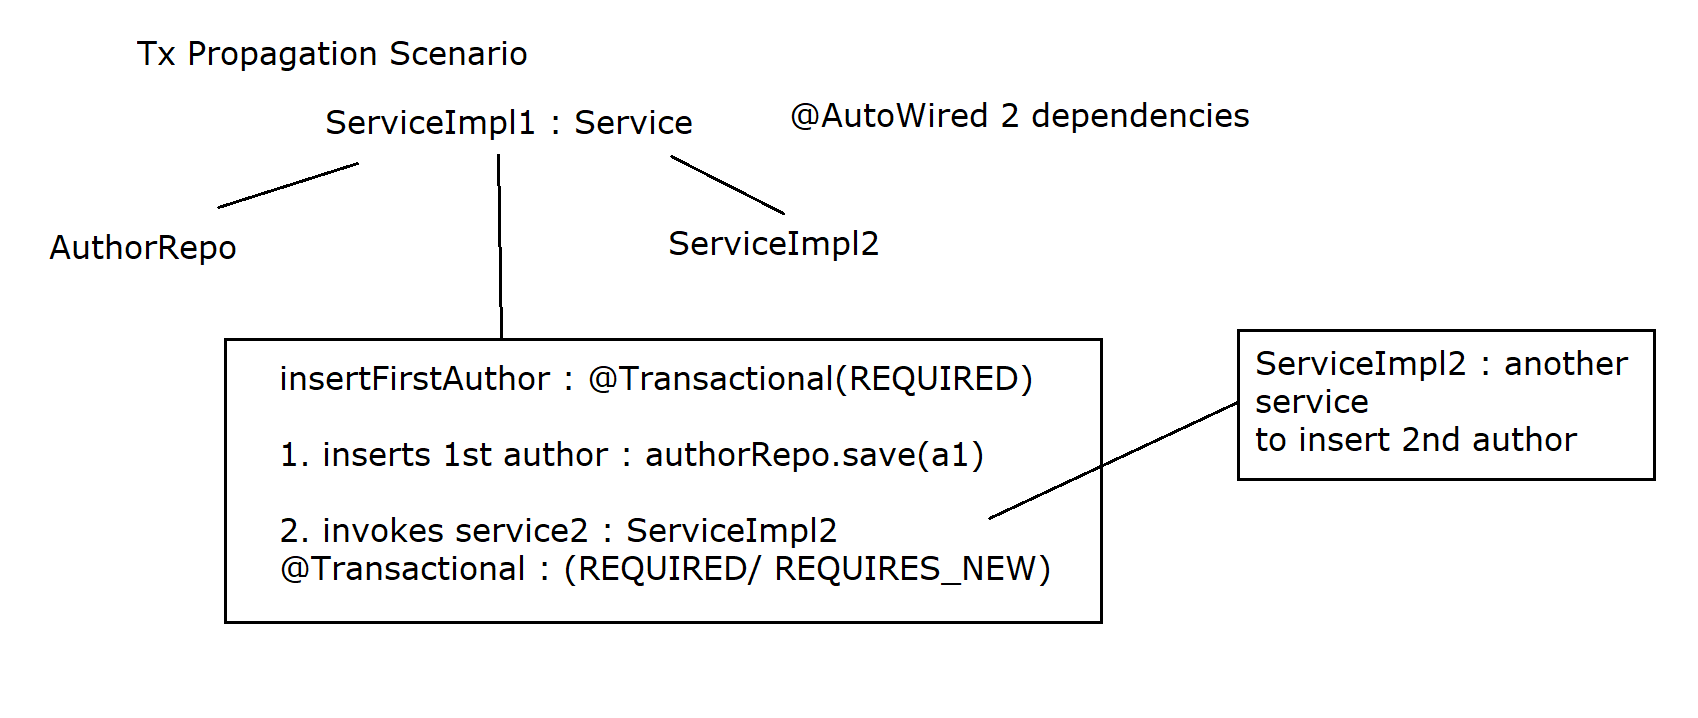 Tx Propagation Scenario
ServiceImpl1 : Service
@AutoWired 2 dependencies
AuthorRepo
ServiceImpl2
insertFirstAuthor : @Transactional(REQUIRED)
1. inserts 1st author : authorRepo.save(a1)
2. invokes service2 : ServiceImpl2
@Transactional : (REQUIRED/ REQUIRES_NEW)
ServiceImpl2 : another
service
to insert 2nd author